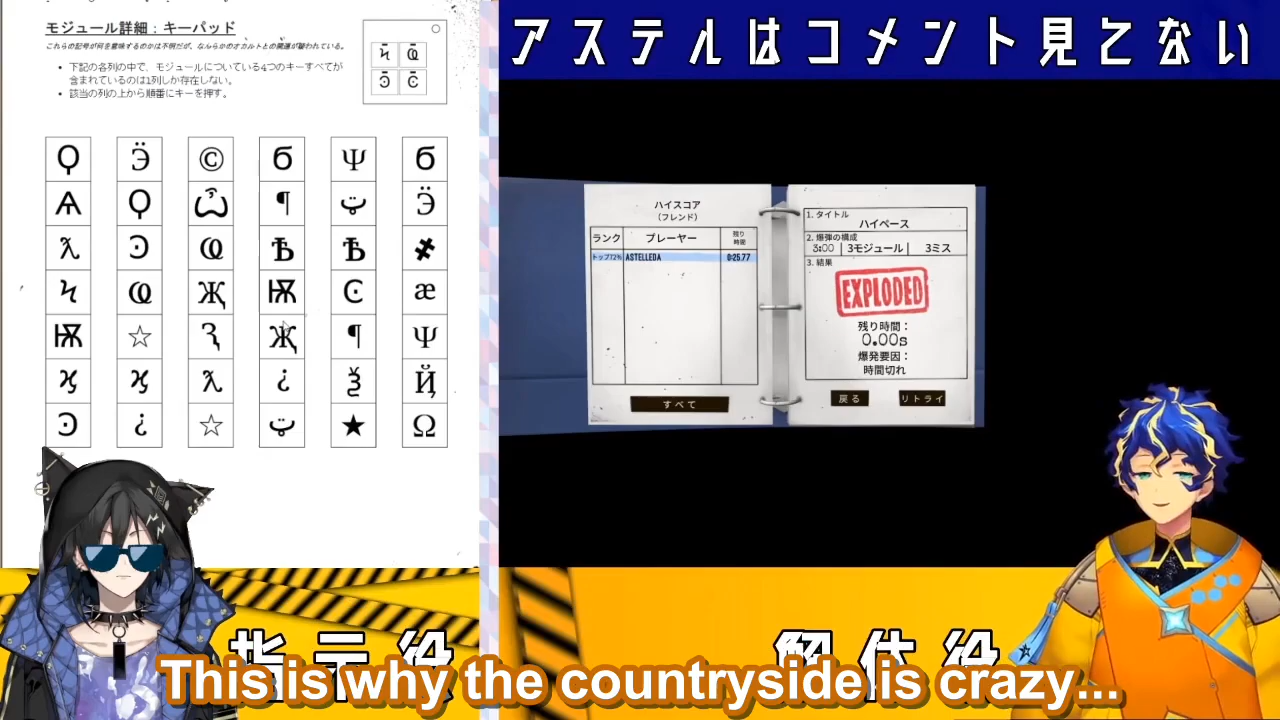 モジュール詳細：キーパッド
これらの記号が何を意味するのかは不明だが、なんらかのオカルトとの関連が疑われている。
• 下記の各列の中で、モジュールについている4つのキーすべてが
含まれているのは1列しか存在しない。
• 該当の列の上から順番にキーを押す。
Ϟ Ҩ
Ͽ Ͼ
Ϙ Ӭ © б Ψ б
Ѧ Ϙ Ѽ ¶ ټ Ӭ
ƛ Ͽ Ҩ Ѣ Ѣ ҂
Ϟ Ҩ Җ Ѭ Ͼ æ
Ѭ ☆ Ԇ Җ ¶ Ψ
ϗ ϗ ƛ ¿ Ѯ Ҋ
Ͽ ¿ ☆ ټ ★ Ω
アステルはコメント見てない
ハイスコア
（フレンド）
ランク プレーヤー 残り
時間
トップ72% ASTELLEDA 0:25.77
すべて
1. タイトル
ハイペース
2. 爆弾の構成
3:00 3モジュール 3ミス
3. 結果
EXPLODED
残り時間：
0.00s
爆発要因：
時間切れ
戻る リトライ
指示役
解体役
This is why the countryside is crazy...